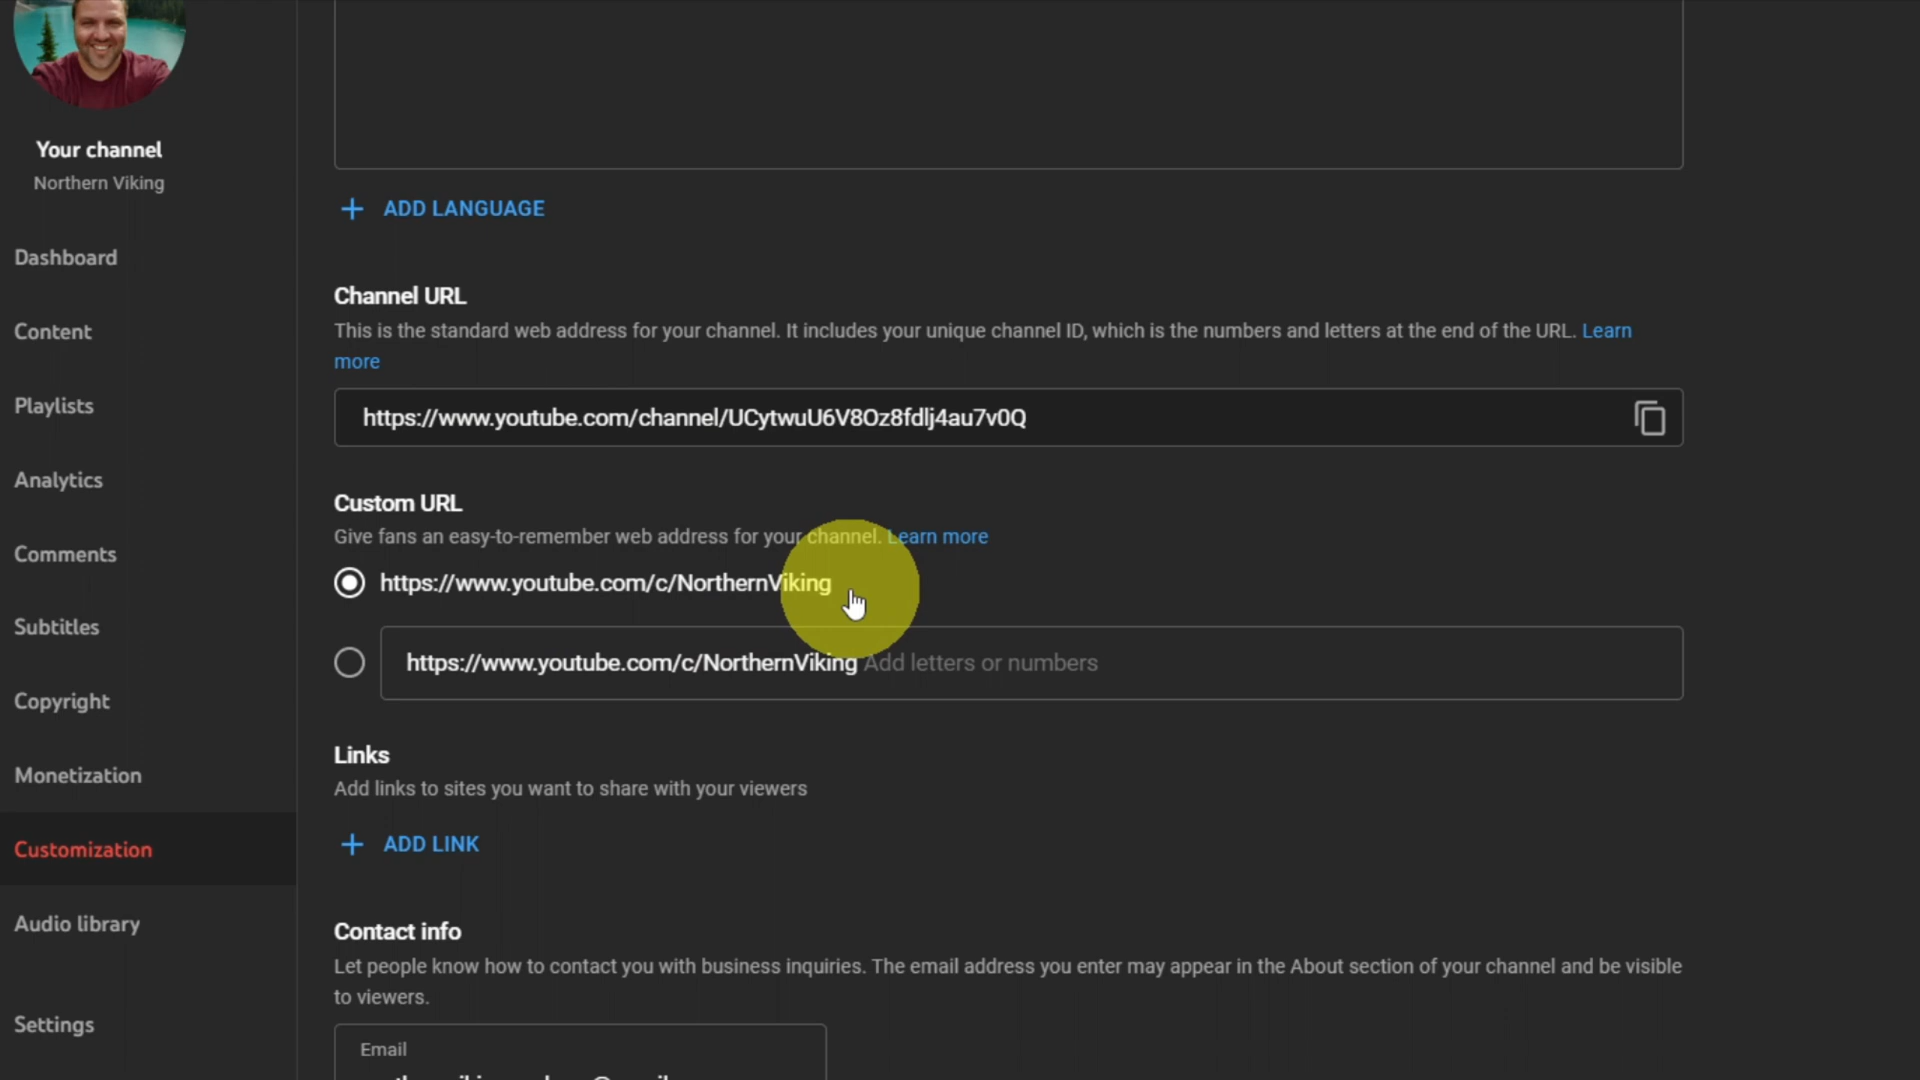 Your channel
Northern Viking
Dashboard
Content
Playlists
Analytics
Comments
Subtitles
Copyright
Monetization
Customization
Audio library
Settings
+ ADD LANGUAGE
Channel URL
This is the standard web address for your channel. It includes your unique channel ID, which is the numbers and letters at the end of the URL. Learn
more
https://www.youtube.com/channel/UCytwuU6V8Oz8fdlj4au7v0Q
Custom URL
Give fans an easy-to-remember web address for your channel. Learn more
https://www.youtube.com/c/NorthernViking
https://www.youtube.com/c/NorthernViking Add letters or numbers
Links
Add links to sites you want to share with your viewers
+ ADD LINK
Contact info
Let people know how to contact you with business inquiries. The email address you enter may appear in the About section of your channel and be visible
to viewers.
Email